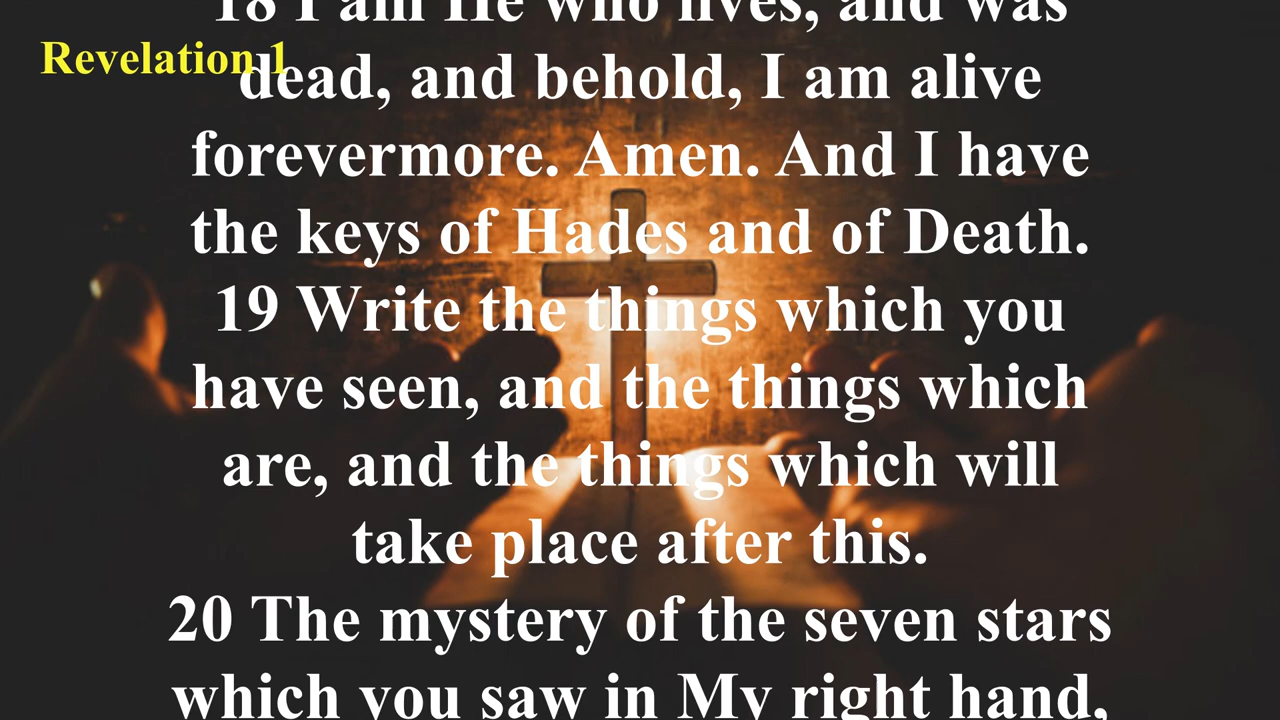 Revelation 1
18 I am He who lives, and was
dead, and behold, I am alive
forevermore. Amen. And I have
the keys of Hades and of Death.
19 Write the things which you
have seen, and the things which
are, and the things which will
take place after this.
20 The mystery of the seven stars
which you saw in My right hand,